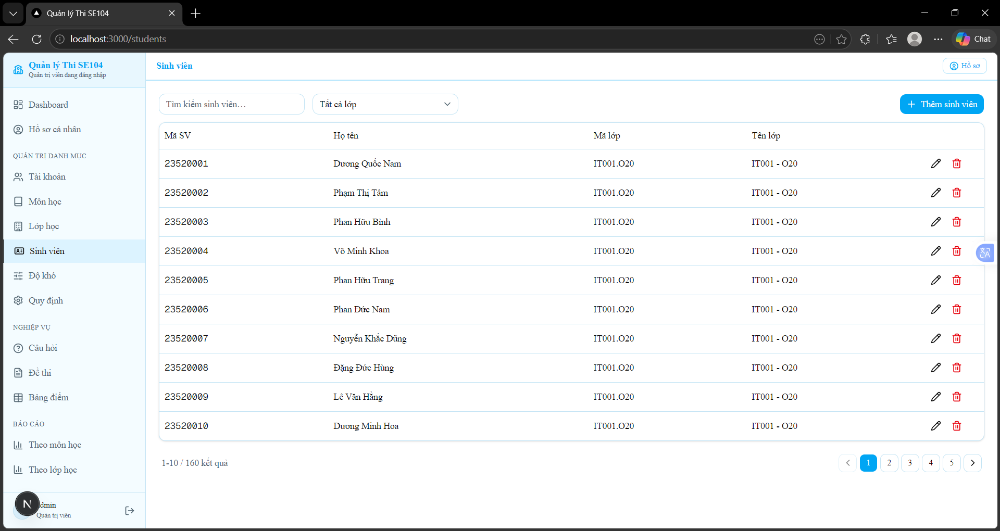 Quản lý Thi SE104
localhost:3000/students
Chat
Quản lý Thi SE104
Quản trị viên đang đăng nhập
Sinh viên
Hồ sơ
Dashboard
Hồ sơ cá nhân
QUẢN TRỊ DANH MỤC
Tài khoản
Môn học
Lớp học
Sinh viên
Độ khó
Quy định
NGHIỆP VỤ
Câu hỏi
Đề thi
Bảng điểm
BÁO CÁO
Theo môn học
Theo lớp học
N
dmin
Quản trị viên
Tìm kiếm sinh viên…
Tất cả lớp
Thêm sinh viên
Mã SV Họ tên Mã lớp Tên lớp
23520001 Dương Quốc Nam IT001.O20 IT001 - O20
23520002 Phạm Thị Tâm IT001.O20 IT001 - O20
23520003 Phan Hữu Bình IT001.O20 IT001 - O20
23520004 Võ Minh Khoa IT001.O20 IT001 - O20
23520005 Phan Hữu Trang IT001.O20 IT001 - O20
23520006 Phan Đức Nam IT001.O20 IT001 - O20
23520007 Nguyễn Khắc Dũng IT001.O20 IT001 - O20
23520008 Đặng Đức Hùng IT001.O20 IT001 - O20
23520009 Lê Văn Hằng IT001.O20 IT001 - O20
23520010 Dương Minh Hoa IT001.O20 IT001 - O20
1-10 / 160 kết quả
1 2 3 4 5